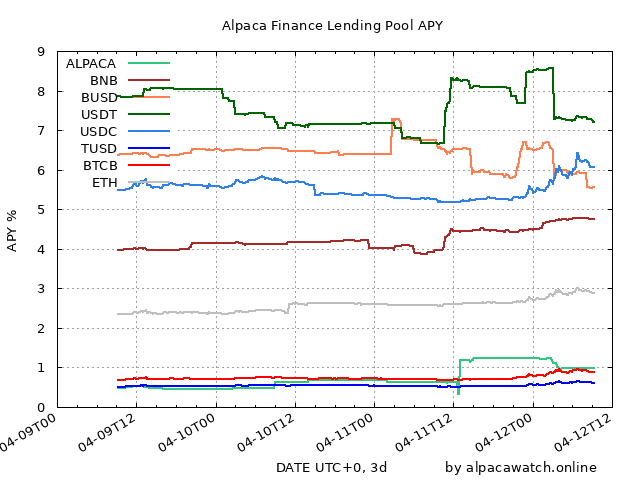 Alpaca Finance Lending Pool APY
APY %
9
8
7
6
5
4
3
2
1
0
ALPACA
BNB
BUSD
USDT
USDC
TUSD
BTCB
ETH
04-09T00
04-09T12
04-10T00
04-10T12
04-11T00
04-11T12
04-12T00
04-12T12
DATE UTC+0, 3d
by alpacawatch.online